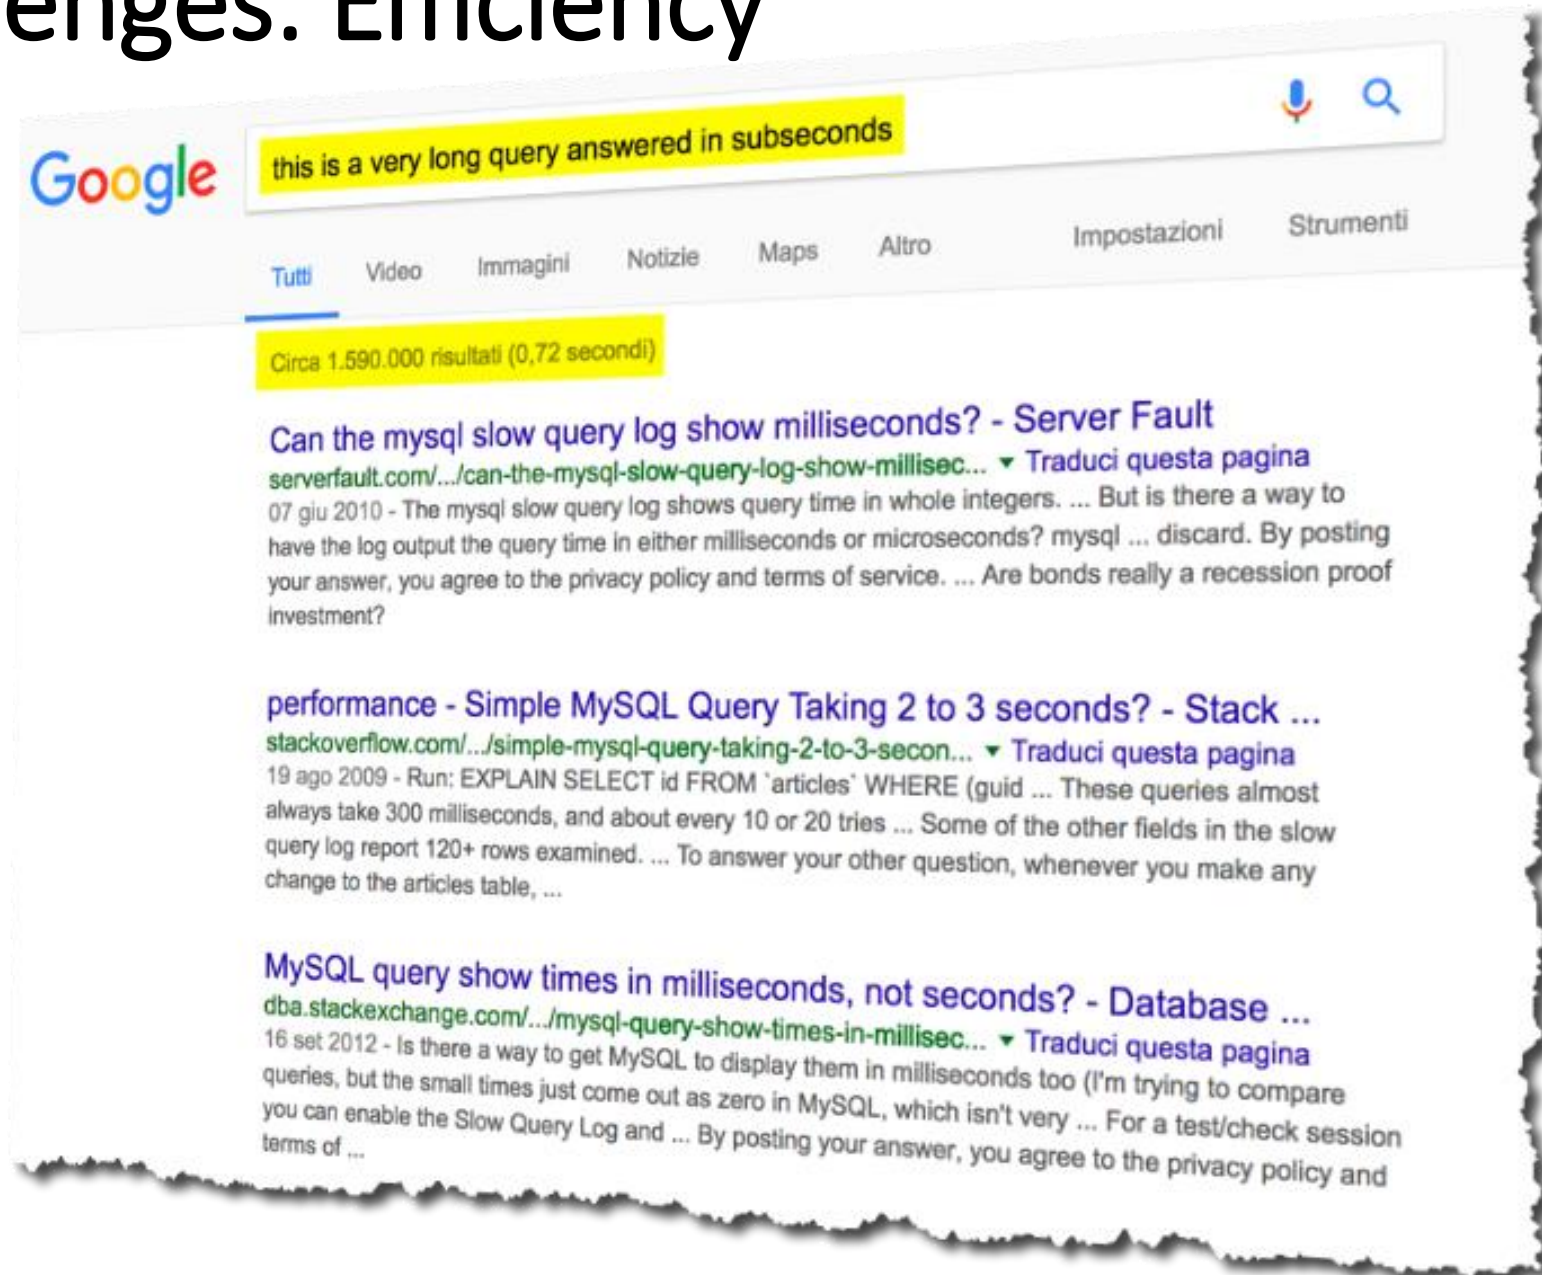 enges: Efficiency
Google
this is a very long query answered in subseconds
Tutti Video Immagini Notizie Maps Altro Impostazioni Strumenti
Circa 1.590.000 risultati (0,72 secondi)
Can the mysql slow query log show milliseconds? - Server Fault
serverfault.com/.../can-the-mysql-slow-query-log-show-millisec... ▼ Traduci questa pagina
07 giu 2010 - The mysql slow query log shows query time in whole integers. ... But is there a way to
have the log output the query time in either milliseconds or microseconds? mysql ... discard. By posting
your answer, you agree to the privacy policy and terms of service. ... Are bonds really a recession proof
investment?
performance - Simple MySQL Query Taking 2 to 3 seconds? - Stack ...
stackoverflow.com/.../simple-mysql-query-taking-2-to-3-secon... ▼ Traduci questa pagina
19 ago 2009 - Run: EXPLAIN SELECT id FROM `articles` WHERE (guid ... These queries almost
always take 300 milliseconds, and about every 10 or 20 tries ... Some of the other fields in the slow
query log report 120+ rows examined. ... To answer your other question, whenever you make any
change to the articles table, ...
MySQL query show times in milliseconds, not seconds? - Database ...
dba.stackexchange.com/.../mysql-query-show-times-in-millisec... ▼ Traduci questa pagina
16 set 2012 - Is there a way to get MySQL to display them in milliseconds too (I'm trying to compare
queries, but the small times just come out as zero in MySQL, which isn't very ... For a test/check session
you can enable the Slow Query Log and ... By posting your answer, you agree to the privacy policy and
terms of ...